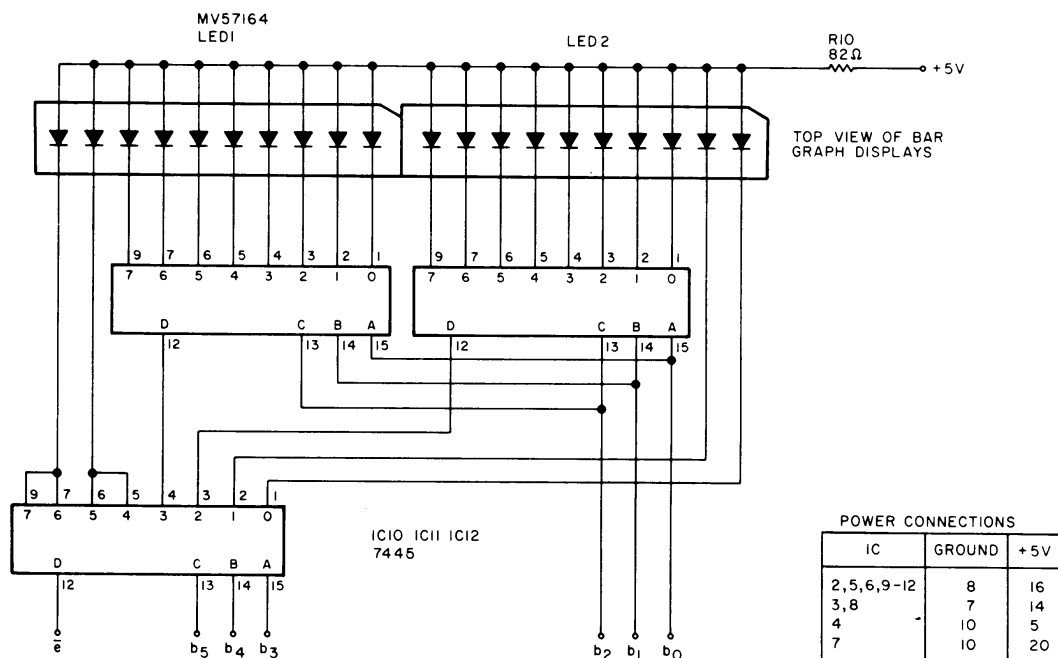 MV57164
LED1
LED2
R10
82Ω
+5V
TOP VIEW OF BAR
GRAPH DISPLAYS
9 7 6 5 4 3 2 1
7 6 5 4 3 2 1 0
D C B A
12 13 14 15
9 7 6 5 4 3 2 1
7 6 5 4 3 2 1 0
D C B A
12 13 14 15
9 7 6 5 4 3 2 1
7 6 5 4 3 2 1 0
D C B A
12 13 14 15
IC10 IC11 IC12
7445
e̅ b5 b4 b3 b2 b1 b0
POWER CONNECTIONS
IC GROUND +5V
2,5,6,9-12 8 16
3,8 7 14
4 10 5
7 10 20